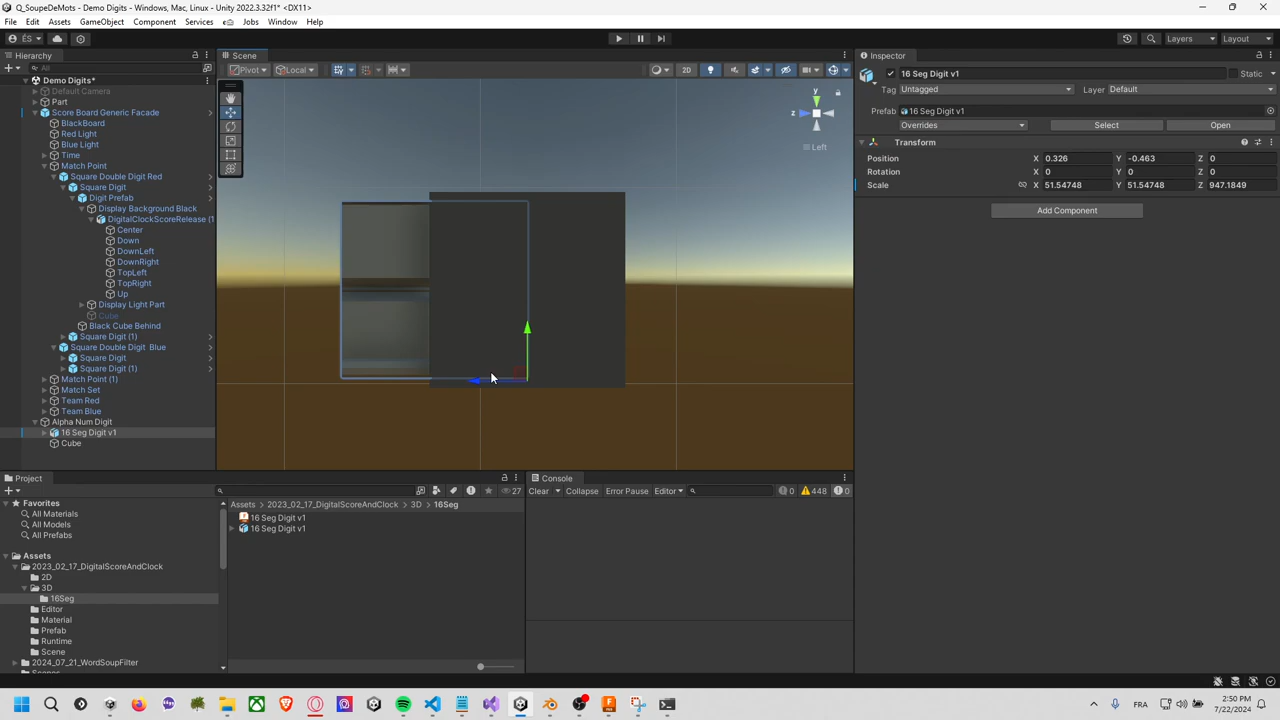 Q_SoupeDeMots - Demo Digits - Windows, Mac, Linux - Unity 2022.3.32f1* <DX11>
File Edit Assets GameObject Component Services Jobs Window Help
ÉS
Layers Layout
Hierarchy
All
Demo Digits*
Default Camera
Part
Score Board Generic Facade
BlackBoard
Red Light
Blue Light
Time
Match Point
Square Double Digit Red
Square Digit
Digit Prefab
Display Background Black
DigitalClockScoreRelease (1
Center
Down
DownLeft
DownRight
TopLeft
TopRight
Up
Display Light Part
Cube
Black Cube Behind
Square Digit (1)
Square Double Digit  Blue
Square Digit
Square Digit (1)
Match Point (1)
Match Set
Team Red
Team Blue
Alpha Num Digit
16 Seg Digit v1
Cube
Scene
Pivot Local
2D
y
z
Left
Inspector
16 Seg Digit v1
Static
Tag Untagged Layer Default
Prefab 16 Seg Digit v1
Overrides Select Open
Transform
Position X 0.326 Y -0.463 Z 0
Rotation X 0 Y 0 Z 0
Scale X 51.54748 Y 51.54748 Z 947.1849
Add Component
Project
27
Favorites
All Materials
All Models
All Prefabs
Assets
2023_02_17_DigitalScoreAndClock
2D
3D
16Seg
Editor
Material
Prefab
Runtime
Scene
2024_07_21_WordSoupFilter
Scenes
Assets > 2023_02_17_DigitalScoreAndClock > 3D > 16Seg
16 Seg Digit v1
16 Seg Digit v1
Console
Clear Collapse Error Pause Editor
0 448 0
FRA
2:50 PM
7/22/2024